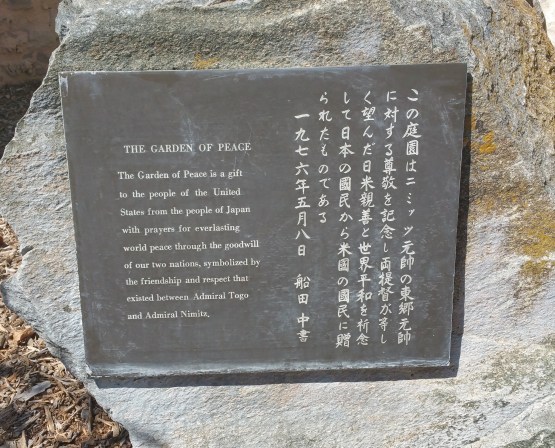 THE GARDEN OF PEACE
The Garden of Peace is a gift
to the people of the United
States from the people of Japan
with prayers for everlasting
world peace through the goodwill
of our two nations, symbolized by
the friendship and respect that
existed between Admiral Togo
and Admiral Nimitz.
この庭園はニミッツ元帥の東郷元帥
に対する尊敬を記念し両提督が斉し
く望んだ日米親善と世界平和を祈念
して日本の國民から米國の國民に贈
られたものである
一九七六年五月八日 船田 中書